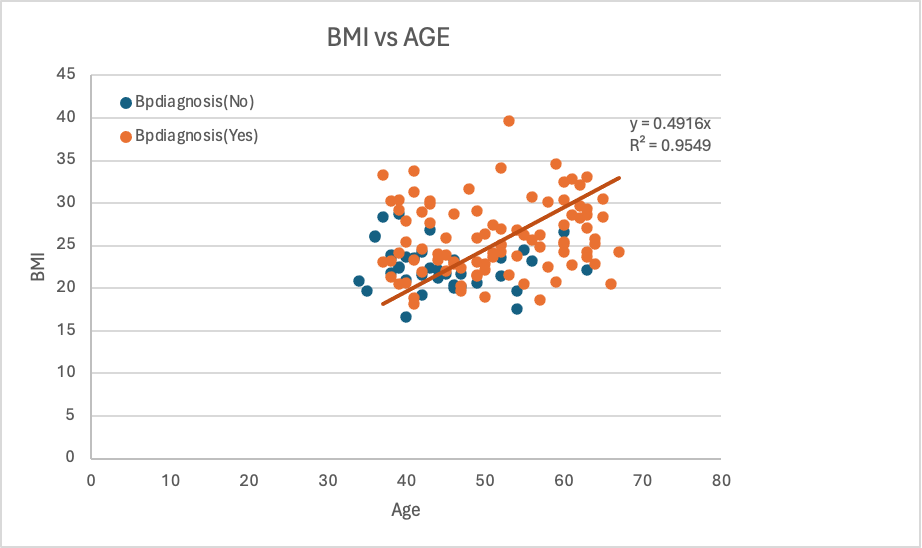 BMI vs AGE
45
40
35
30
25
20
15
10
5
0
BMI
Bpdiagnosis(No)
Bpdiagnosis(Yes)
y = 0.4916x
R² = 0.9549
0 10 20 30 40 50 60 70 80
Age